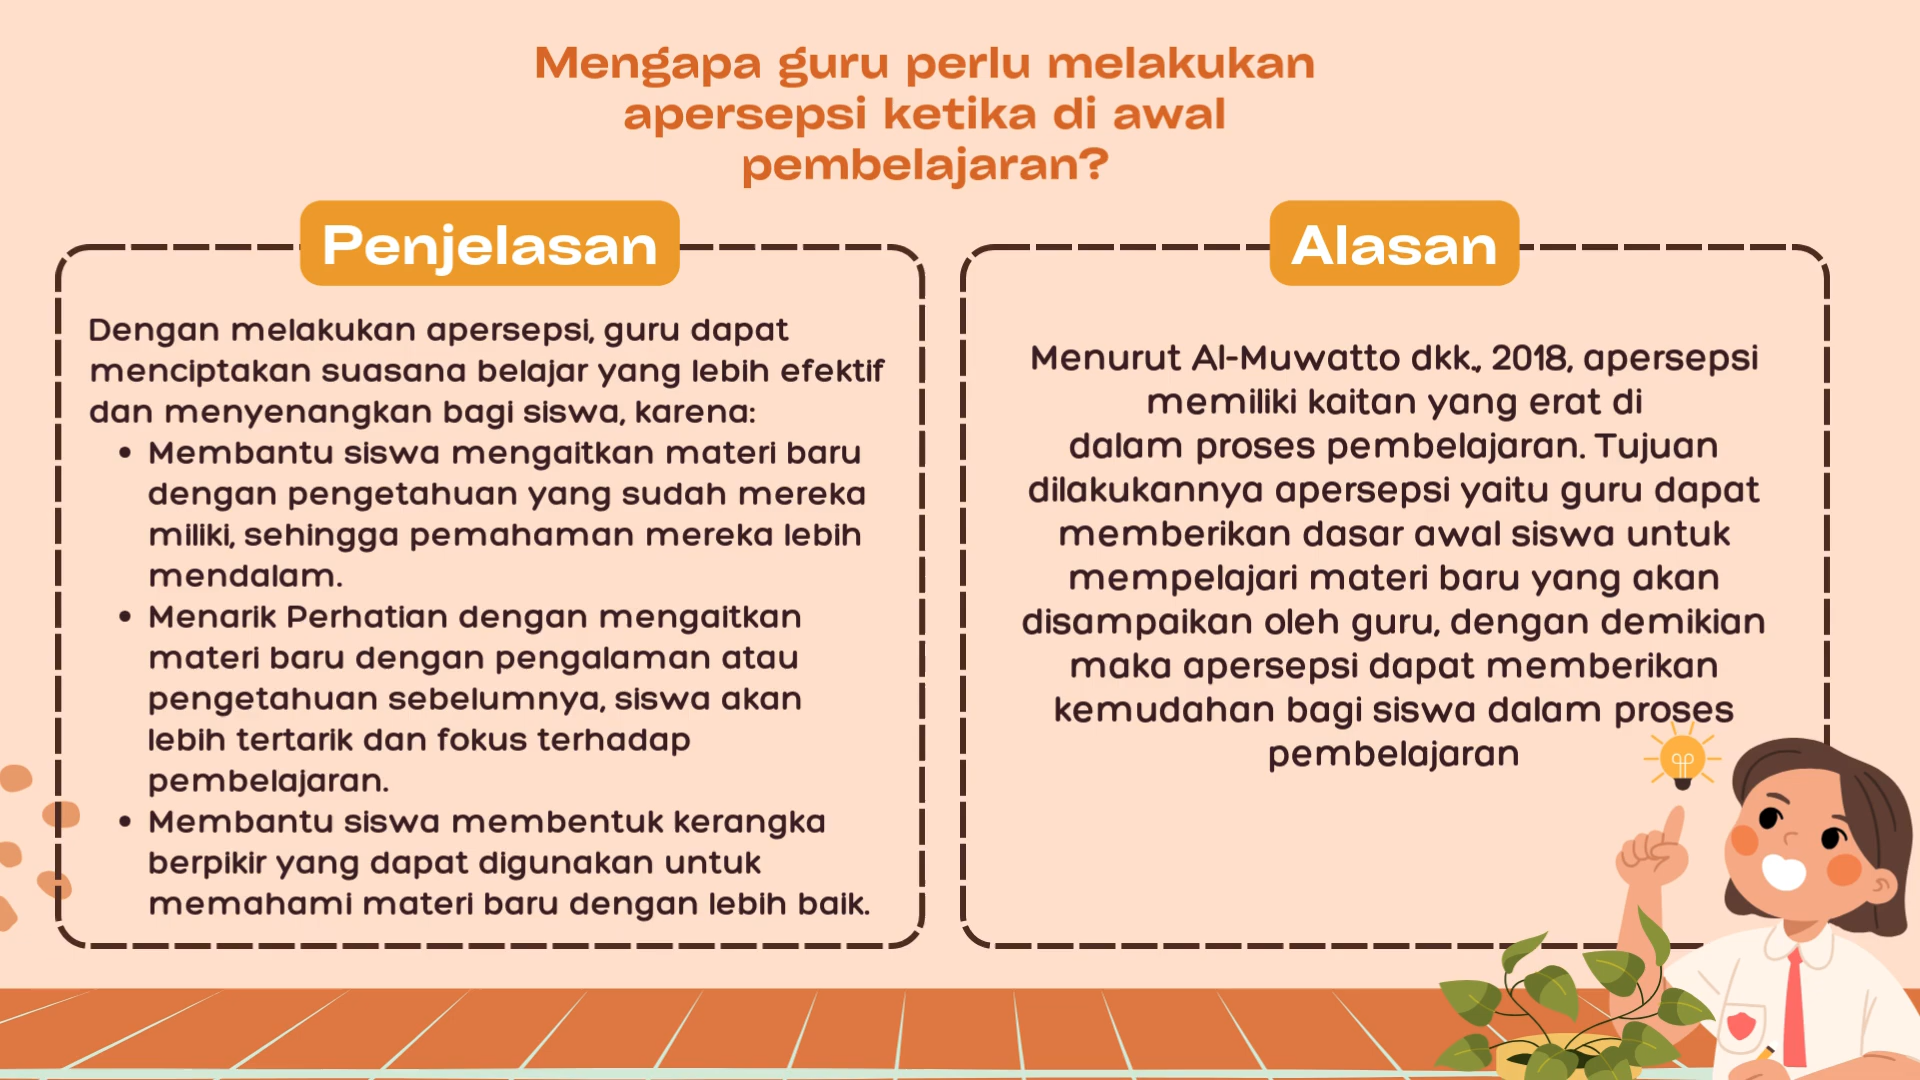 Mengapa guru perlu melakukan
apersepsi ketika di awal
pembelajaran?
Penjelasan
Dengan melakukan apersepsi, guru dapat
menciptakan suasana belajar yang lebih efektif
dan menyenangkan bagi siswa, karena:
• Membantu siswa mengaitkan materi baru
dengan pengetahuan yang sudah mereka
miliki, sehingga pemahaman mereka lebih
mendalam.
• Menarik Perhatian dengan mengaitkan
materi baru dengan pengalaman atau
pengetahuan sebelumnya, siswa akan
lebih tertarik dan fokus terhadap
pembelajaran.
• Membantu siswa membentuk kerangka
berpikir yang dapat digunakan untuk
memahami materi baru dengan lebih baik.
Alasan
Menurut Al-Muwatto dkk., 2018, apersepsi
memiliki kaitan yang erat di
dalam proses pembelajaran. Tujuan
dilakukannya apersepsi yaitu guru dapat
memberikan dasar awal siswa untuk
mempelajari materi baru yang akan
disampaikan oleh guru, dengan demikian
maka apersepsi dapat memberikan
kemudahan bagi siswa dalam proses
pembelajaran